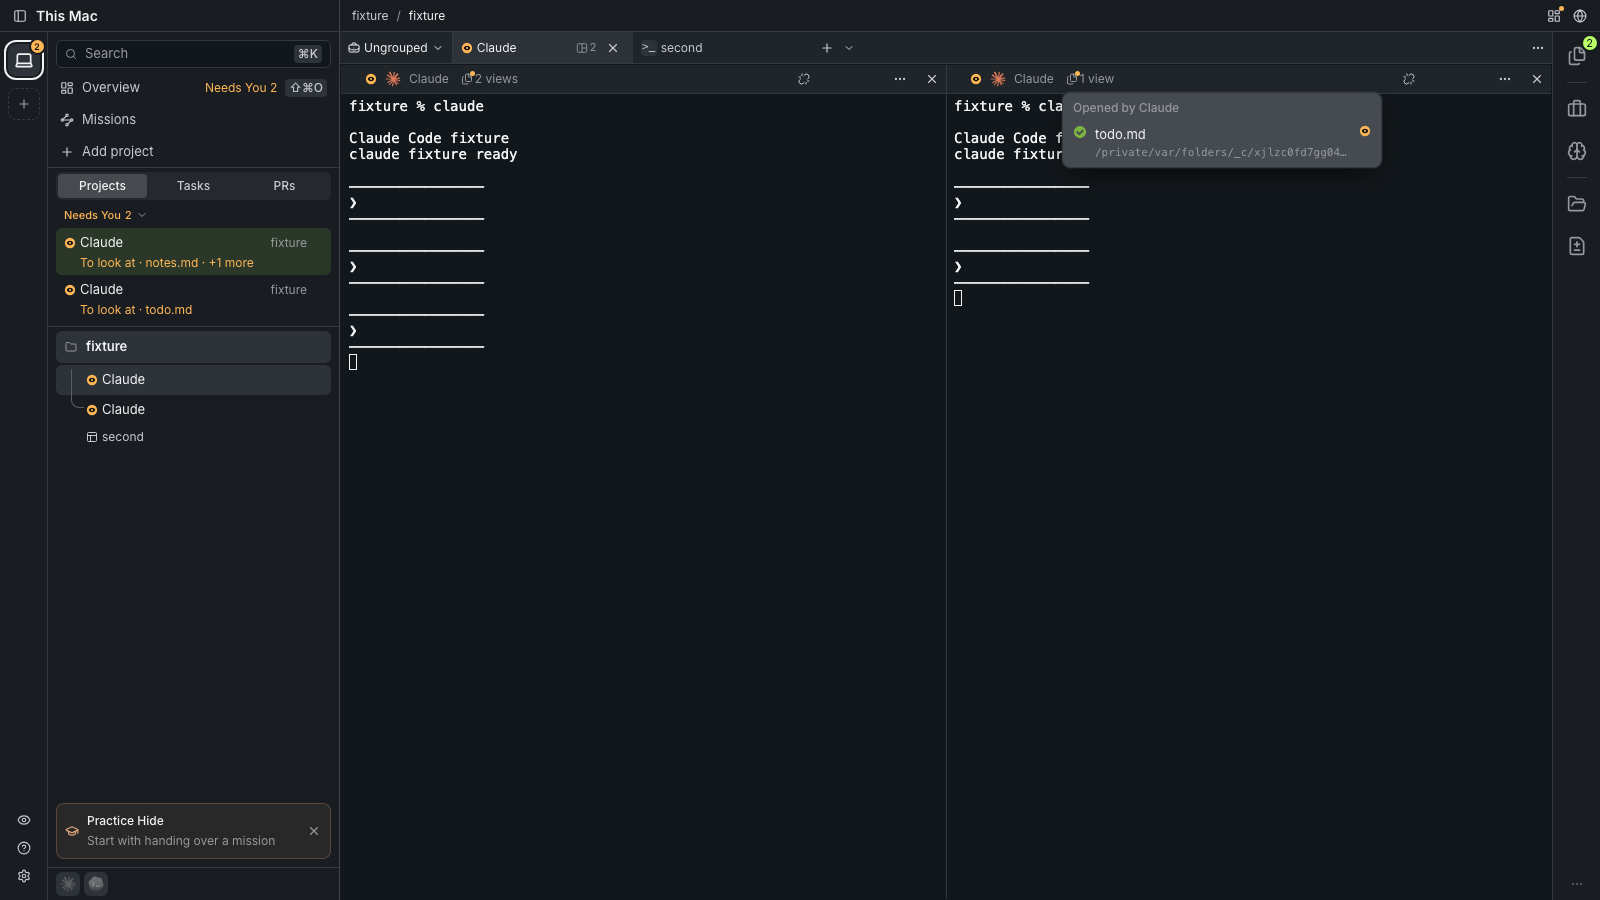 This Mac
fixture / fixture
2
Search ⌘K
Overview Needs You 2 ⇧⌘O
Missions
Add project
Projects Tasks PRs
Needs You 2
Claude fixture
To look at · notes.md · +1 more
Claude fixture
To look at · todo.md
fixture
Claude
Claude
second
Practice Hide
Start with handing over a mission
Ungrouped
Claude 2
>_ second
Claude 2 views
fixture % claude
Claude Code fixture
claude fixture ready
❯
❯
❯
Claude 1 view
fixture % cla
Claude Code f
claude fixtur
❯
❯
Opened by Claude
todo.md
/private/var/folders/_c/xjlzc0fd7gg04…
2